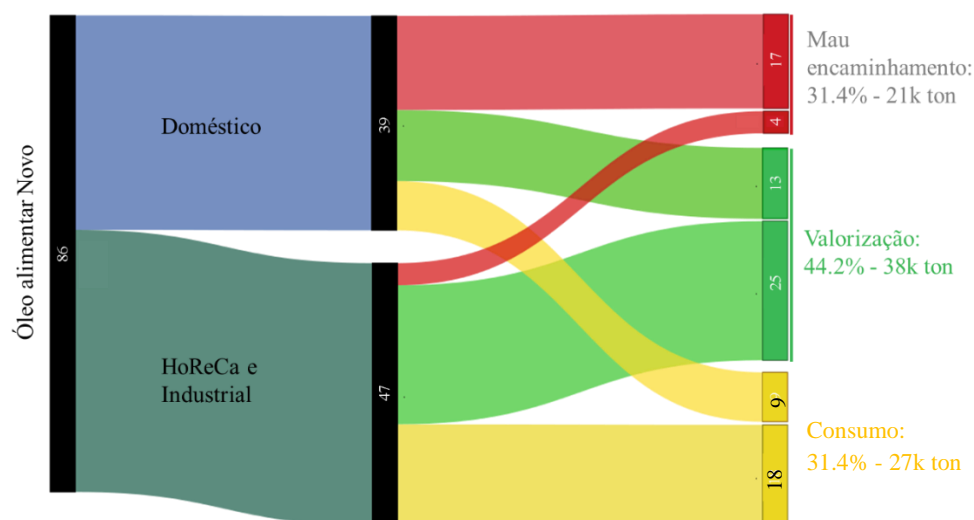 Óleo alimentar Novo
86
Doméstico
39
HoReCa e
Industrial
47
17
4
Mau
encaminhamento:
31.4% - 21k ton
13
25
Valorização:
44.2% - 38k ton
9
18
Consumo:
31.4% - 27k ton